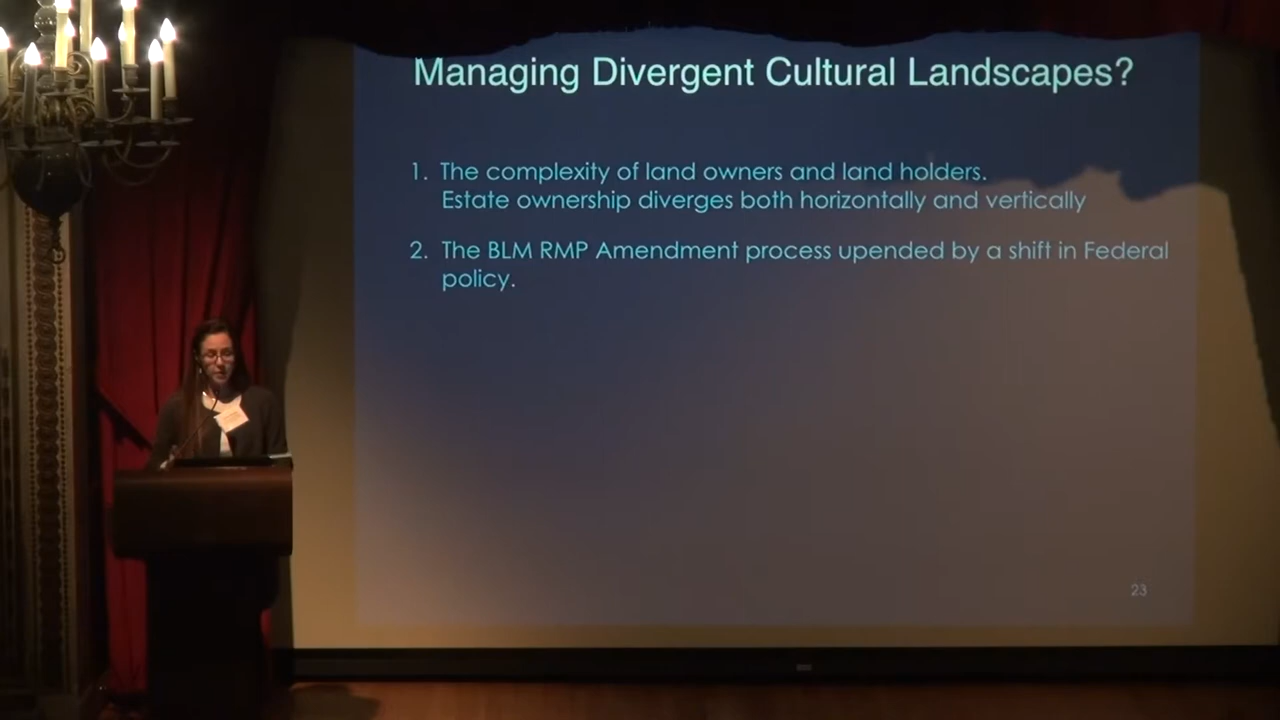 Managing Divergent Cultural Landscapes?
1. The complexity of land owners and land holders.
Estate ownership diverges both horizontally and vertically
2. The BLM RMP Amendment process upended by a shift in Federal
policy.
23